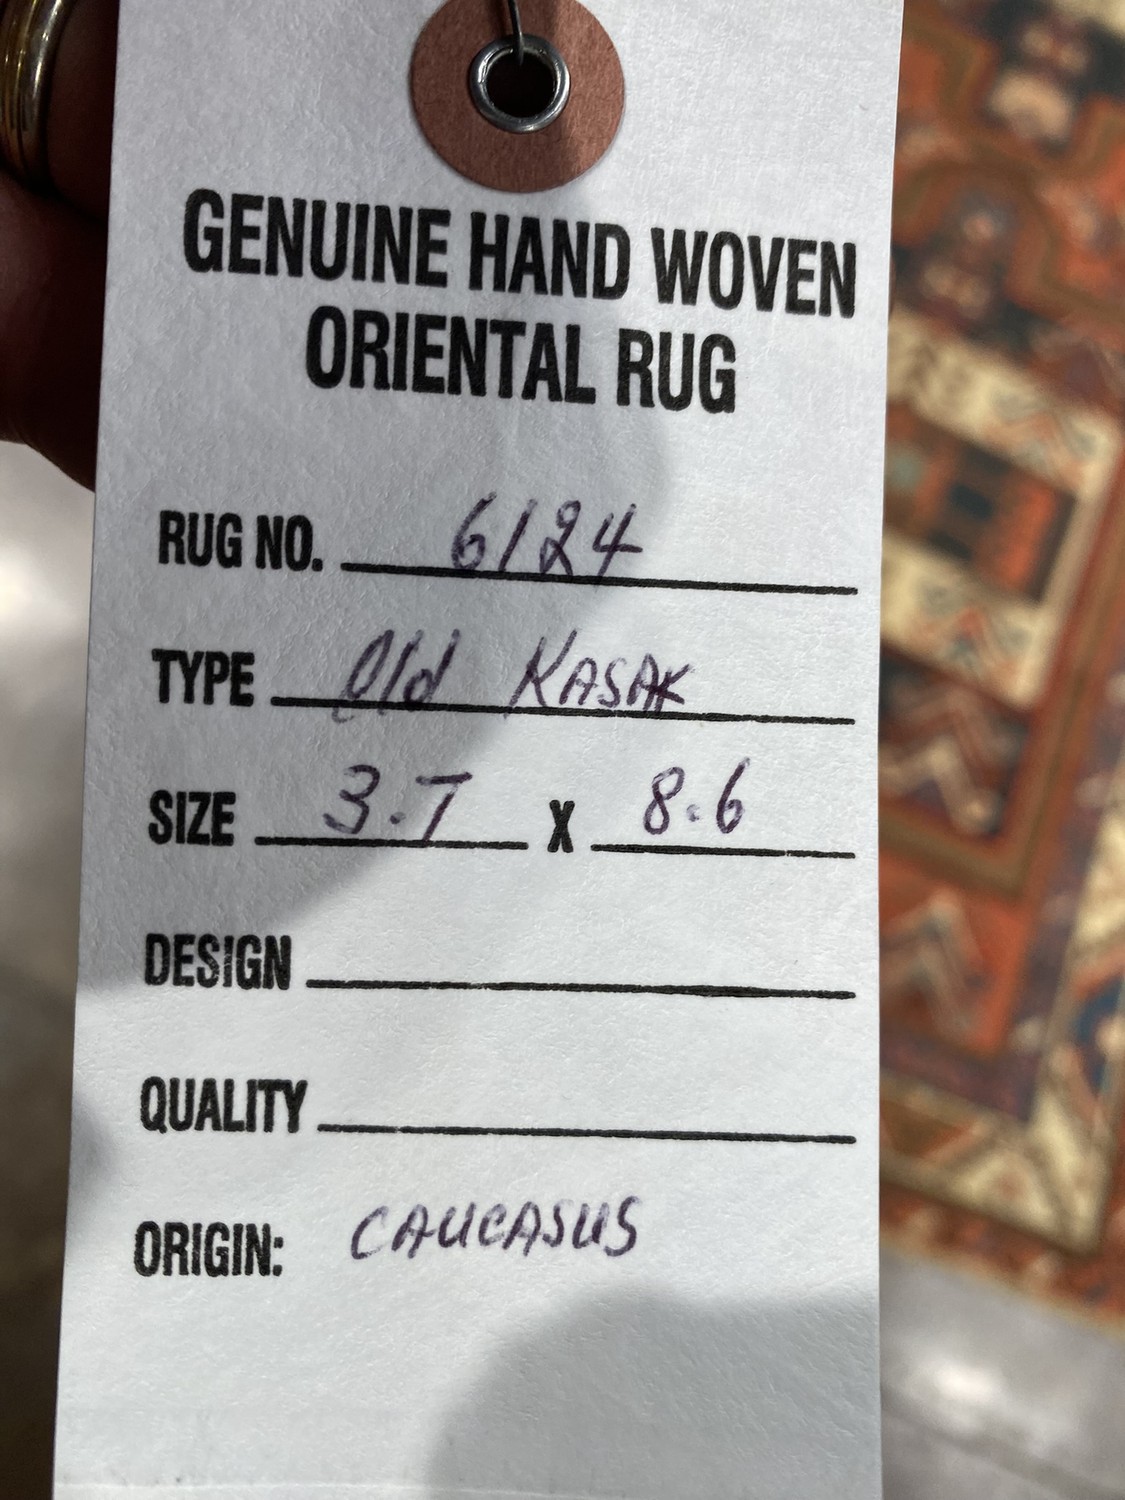 GENUINE HAND WOVEN
ORIENTAL RUG
RUG NO. 6124
TYPE Old KASAK
SIZE 3.7 X 8.6
DESIGN
QUALITY
ORIGIN: CAUCASUS